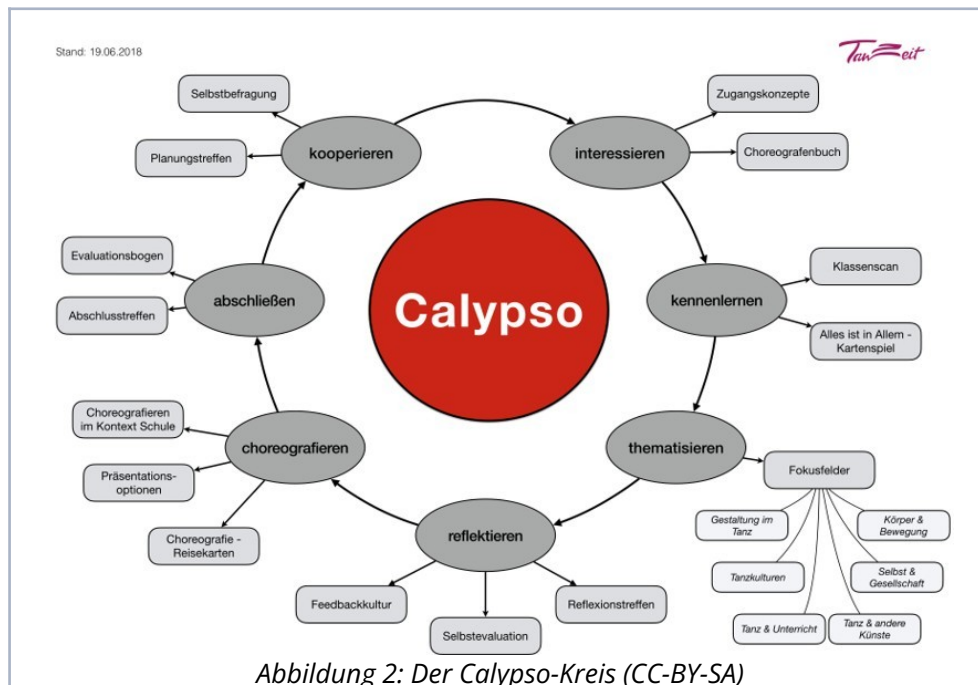 Stand: 19.06.2018
TanZeit
Selbstbefragung
Planungstreffen
kooperieren
interessieren
Zugangskonzepte
Choreografenbuch
Evaluationsbogen
Abschlusstreffen
abschließen
Calypso
kennenlernen
Klassenscan
Alles ist in Allem -
Kartenspiel
Choreografieren
im Kontext Schule
Präsentations-
optionen
Choreografie -
Reisekarten
choreografieren
thematisieren
Fokusfelder
Gestaltung im
Tanz
Körper &
Bewegung
Tanzkulturen
Selbst &
Gesellschaft
Tanz & Unterricht
Tanz & andere
Künste
reflektieren
Feedbackkultur
Selbstevaluation
Reflexionstreffen
Abbildung 2: Der Calypso-Kreis (CC-BY-SA)